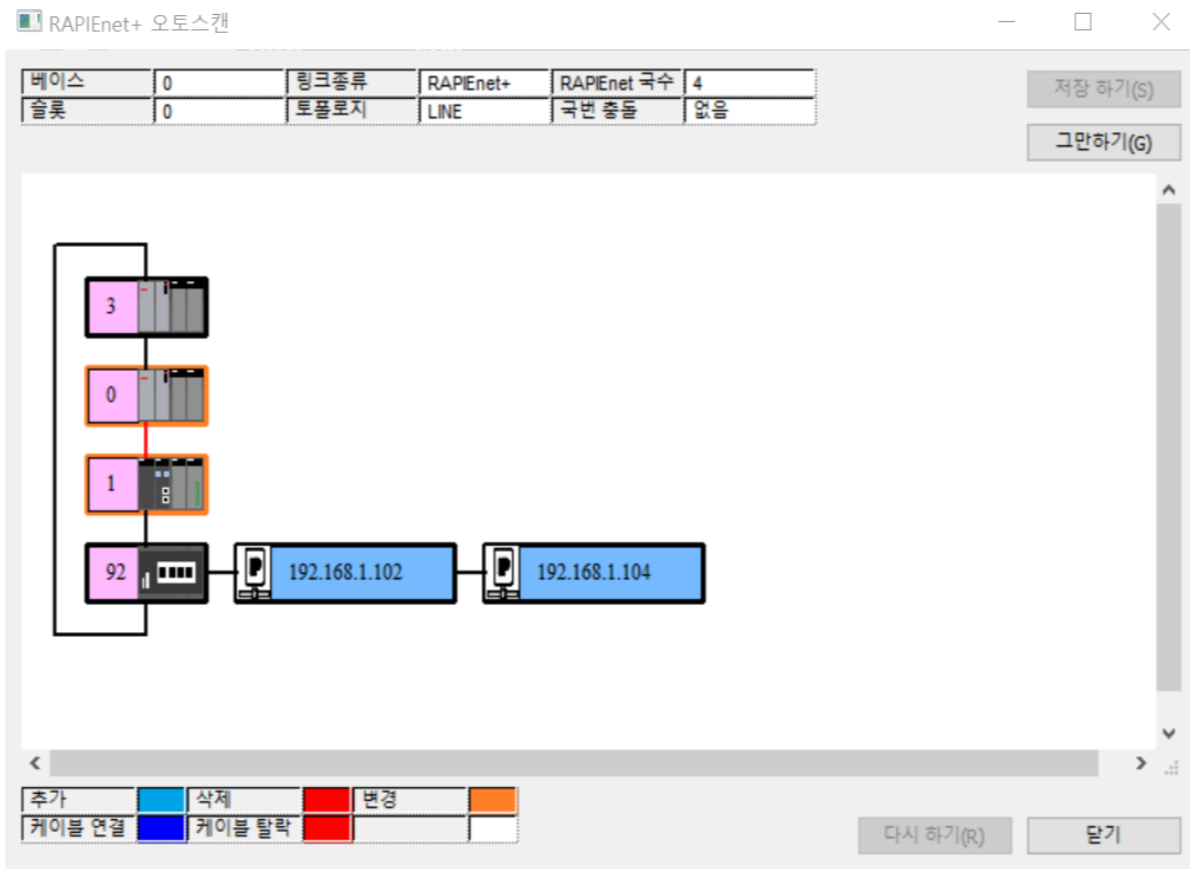 RAPIEnet+ 오토스캔
베이스 0 링크종류 RAPIEnet+ RAPIEnet 국수 4
슬롯 0 토폴로지 LINE 국번 충돌 없음
저장 하기(S)
그만하기(G)
3
0
1
92 192.168.1.102 192.168.1.104
추가 삭제 변경
케이블 연결 케이블 탈락
다시 하기(R) 닫기